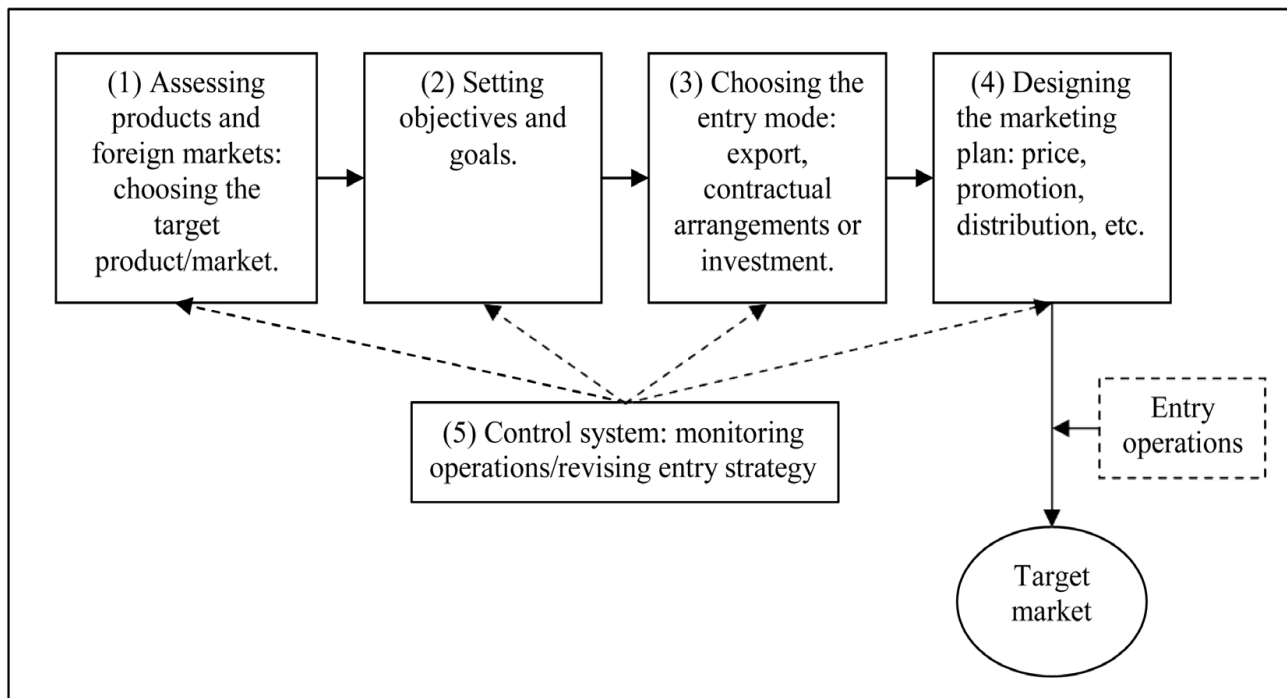 (1) Assessing
products and
foreign markets:
choosing the
target
product/market.
(2) Setting
objectives and
goals.
(3) Choosing the
entry mode:
export,
contractual
arrangements or
investment.
(4) Designing
the marketing
plan: price,
promotion,
distribution, etc.
(5) Control system: monitoring
operations/revising entry strategy
Entry
operations
Target
market